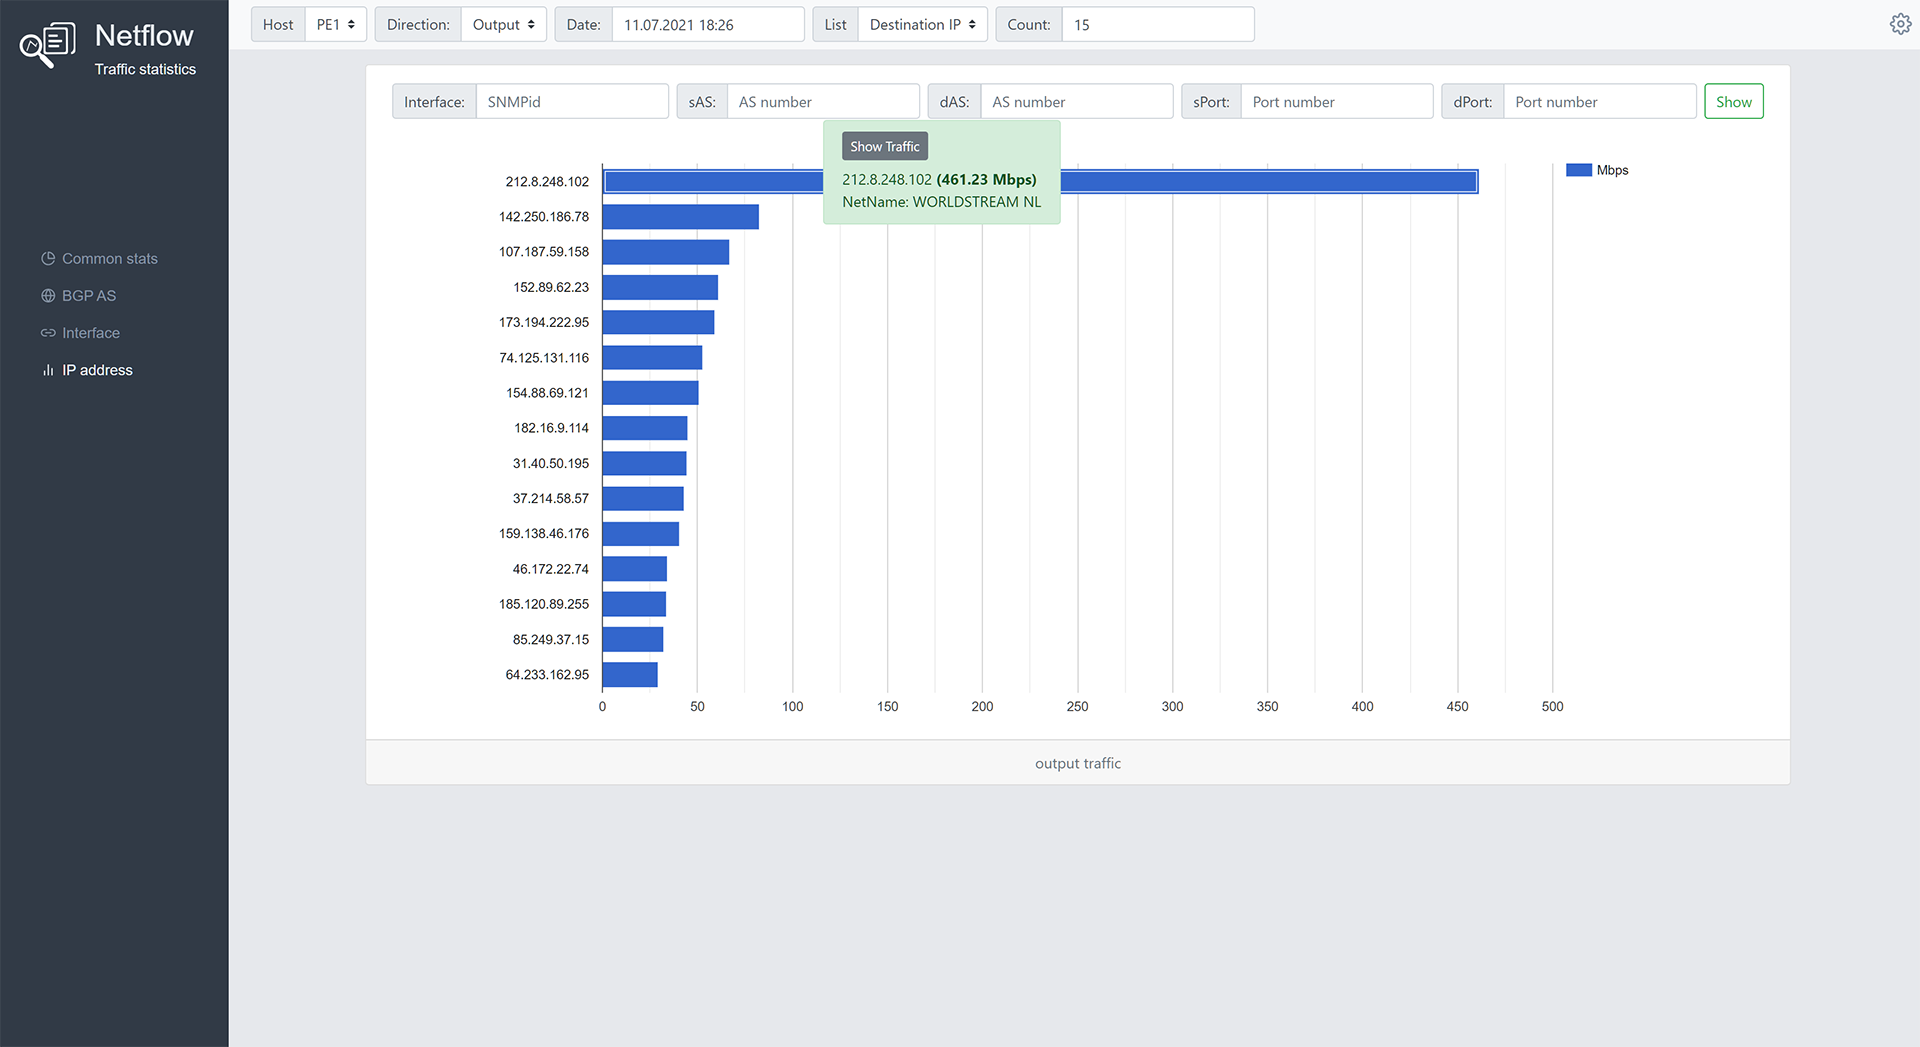 Netflow
Traffic statistics
Common stats
BGP AS
Interface
IP address
Host PE1 Direction: Output Date: 11.07.2021 18:26 List Destination IP Count: 15
Interface: SNMPid sAS: AS number dAS: AS number sPort: Port number dPort: Port number Show
Show Traffic
212.8.248.102 (461.23 Mbps)
NetName: WORLDSTREAM NL
Mbps
212.8.248.102
142.250.186.78
107.187.59.158
152.89.62.23
173.194.222.95
74.125.131.116
154.88.69.121
182.16.9.114
31.40.50.195
37.214.58.57
159.138.46.176
46.172.22.74
185.120.89.255
85.249.37.15
64.233.162.95
0 50 100 150 200 250 300 350 400 450 500
output traffic